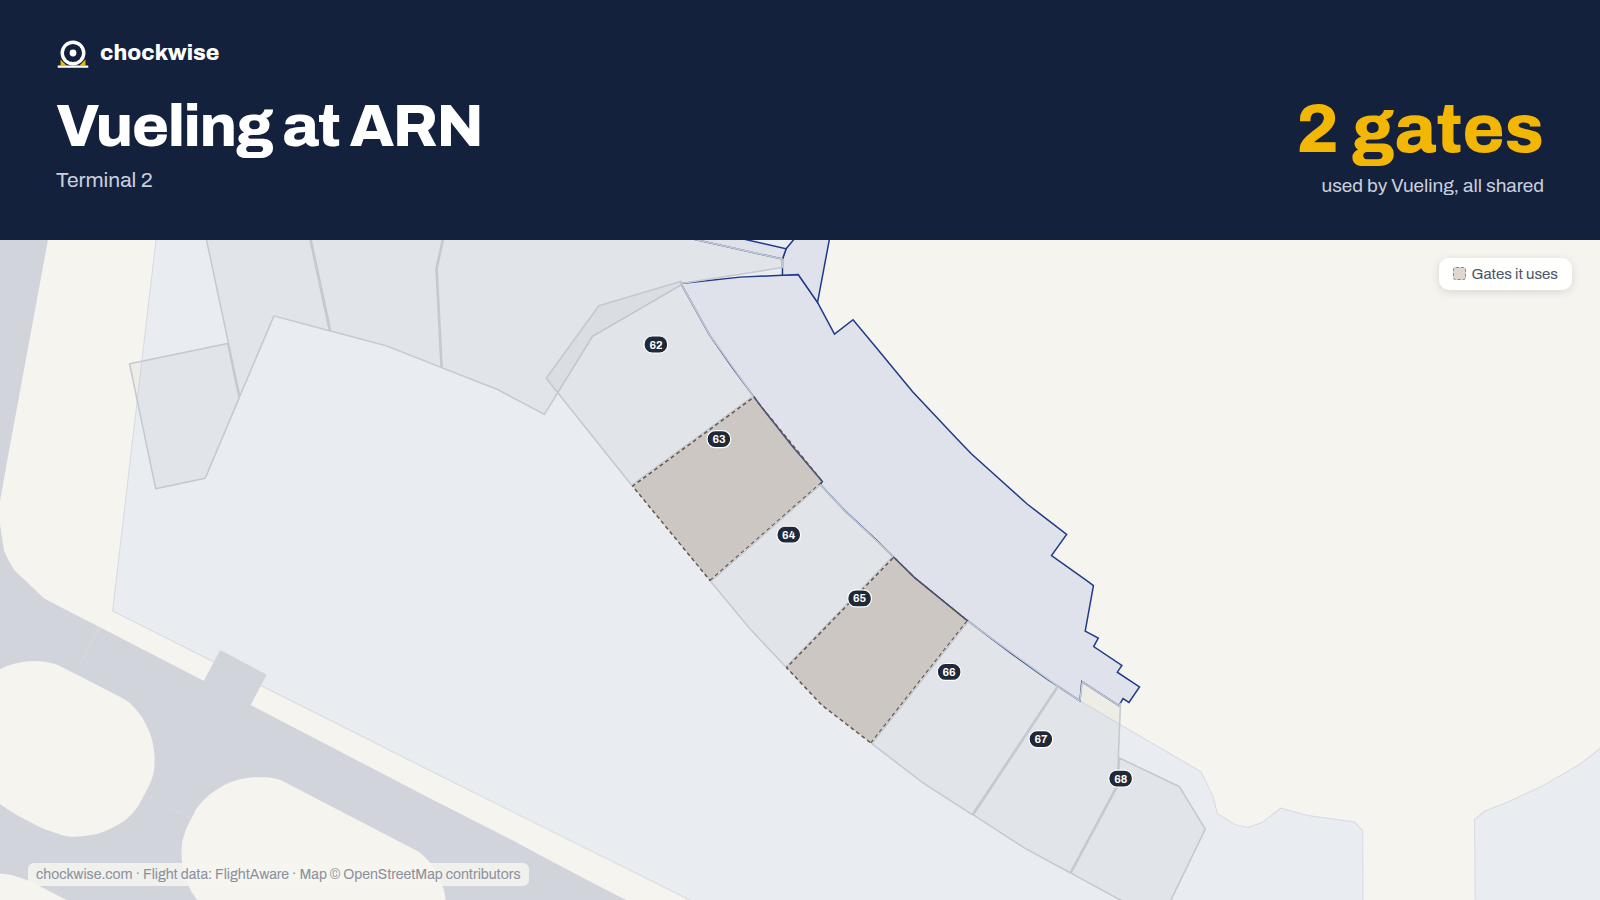 chockwise
Vueling at ARN
Terminal 2
2 gates
used by Vueling, all shared
Gates it uses
62
63
64
65
66
67
68
chockwise.com · Flight data: FlightAware · Map © OpenStreetMap contributors